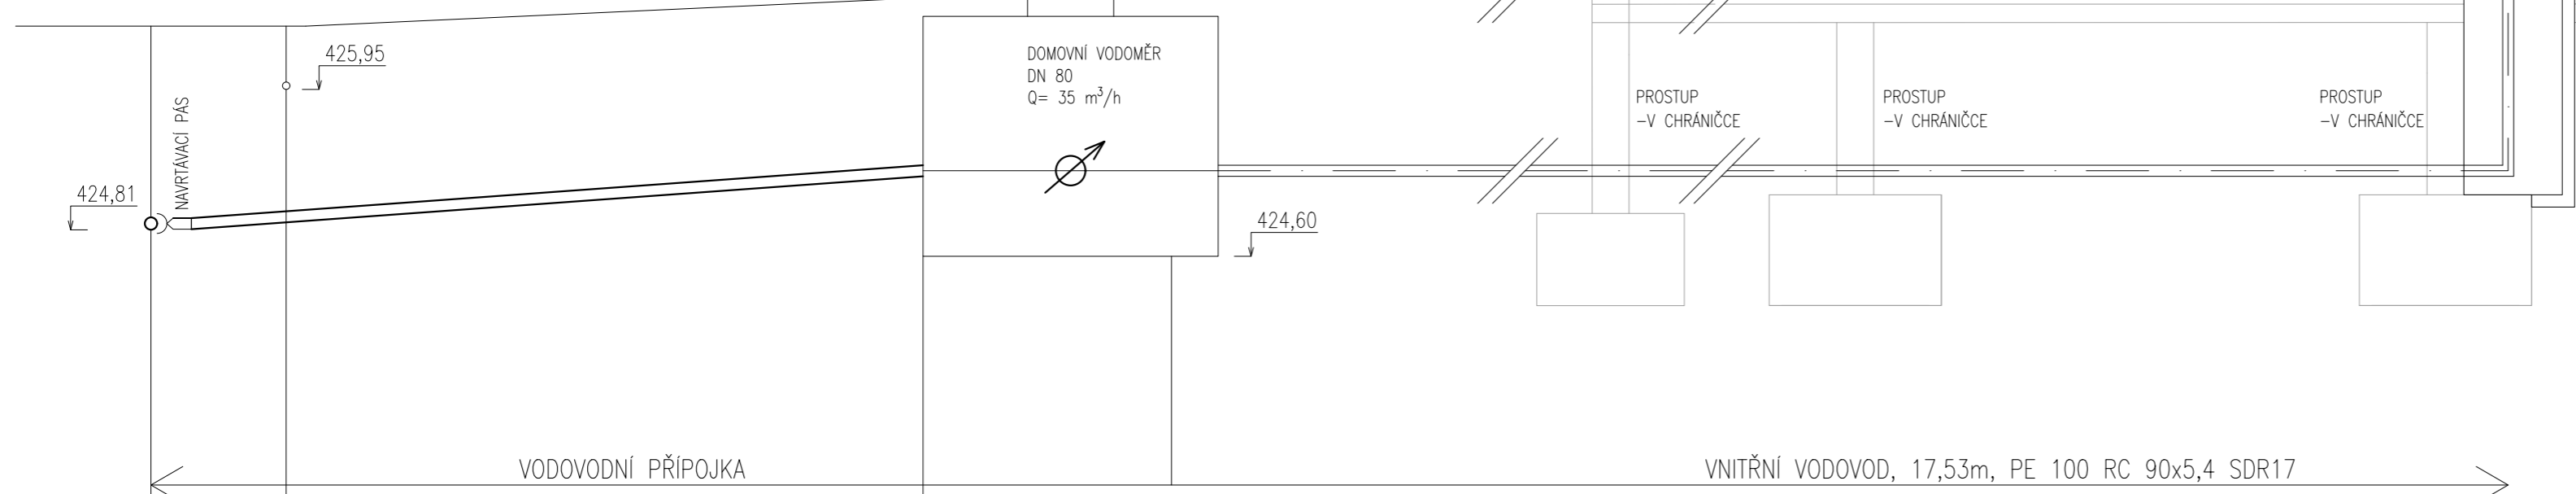 425,95
NAVRTÁVACÍ PÁS
424,81
DOMOVNÍ VODOMĚR
DN 80
Q= 35 m³/h
424,60
PROSTUP
-V CHRÁNIČCE
PROSTUP
-V CHRÁNIČCE
PROSTUP
-V CHRÁNIČCE
VODOVODNÍ PŘÍPOJKA
VNITŘNÍ VODOVOD, 17,53m, PE 100 RC 90x5,4 SDR17